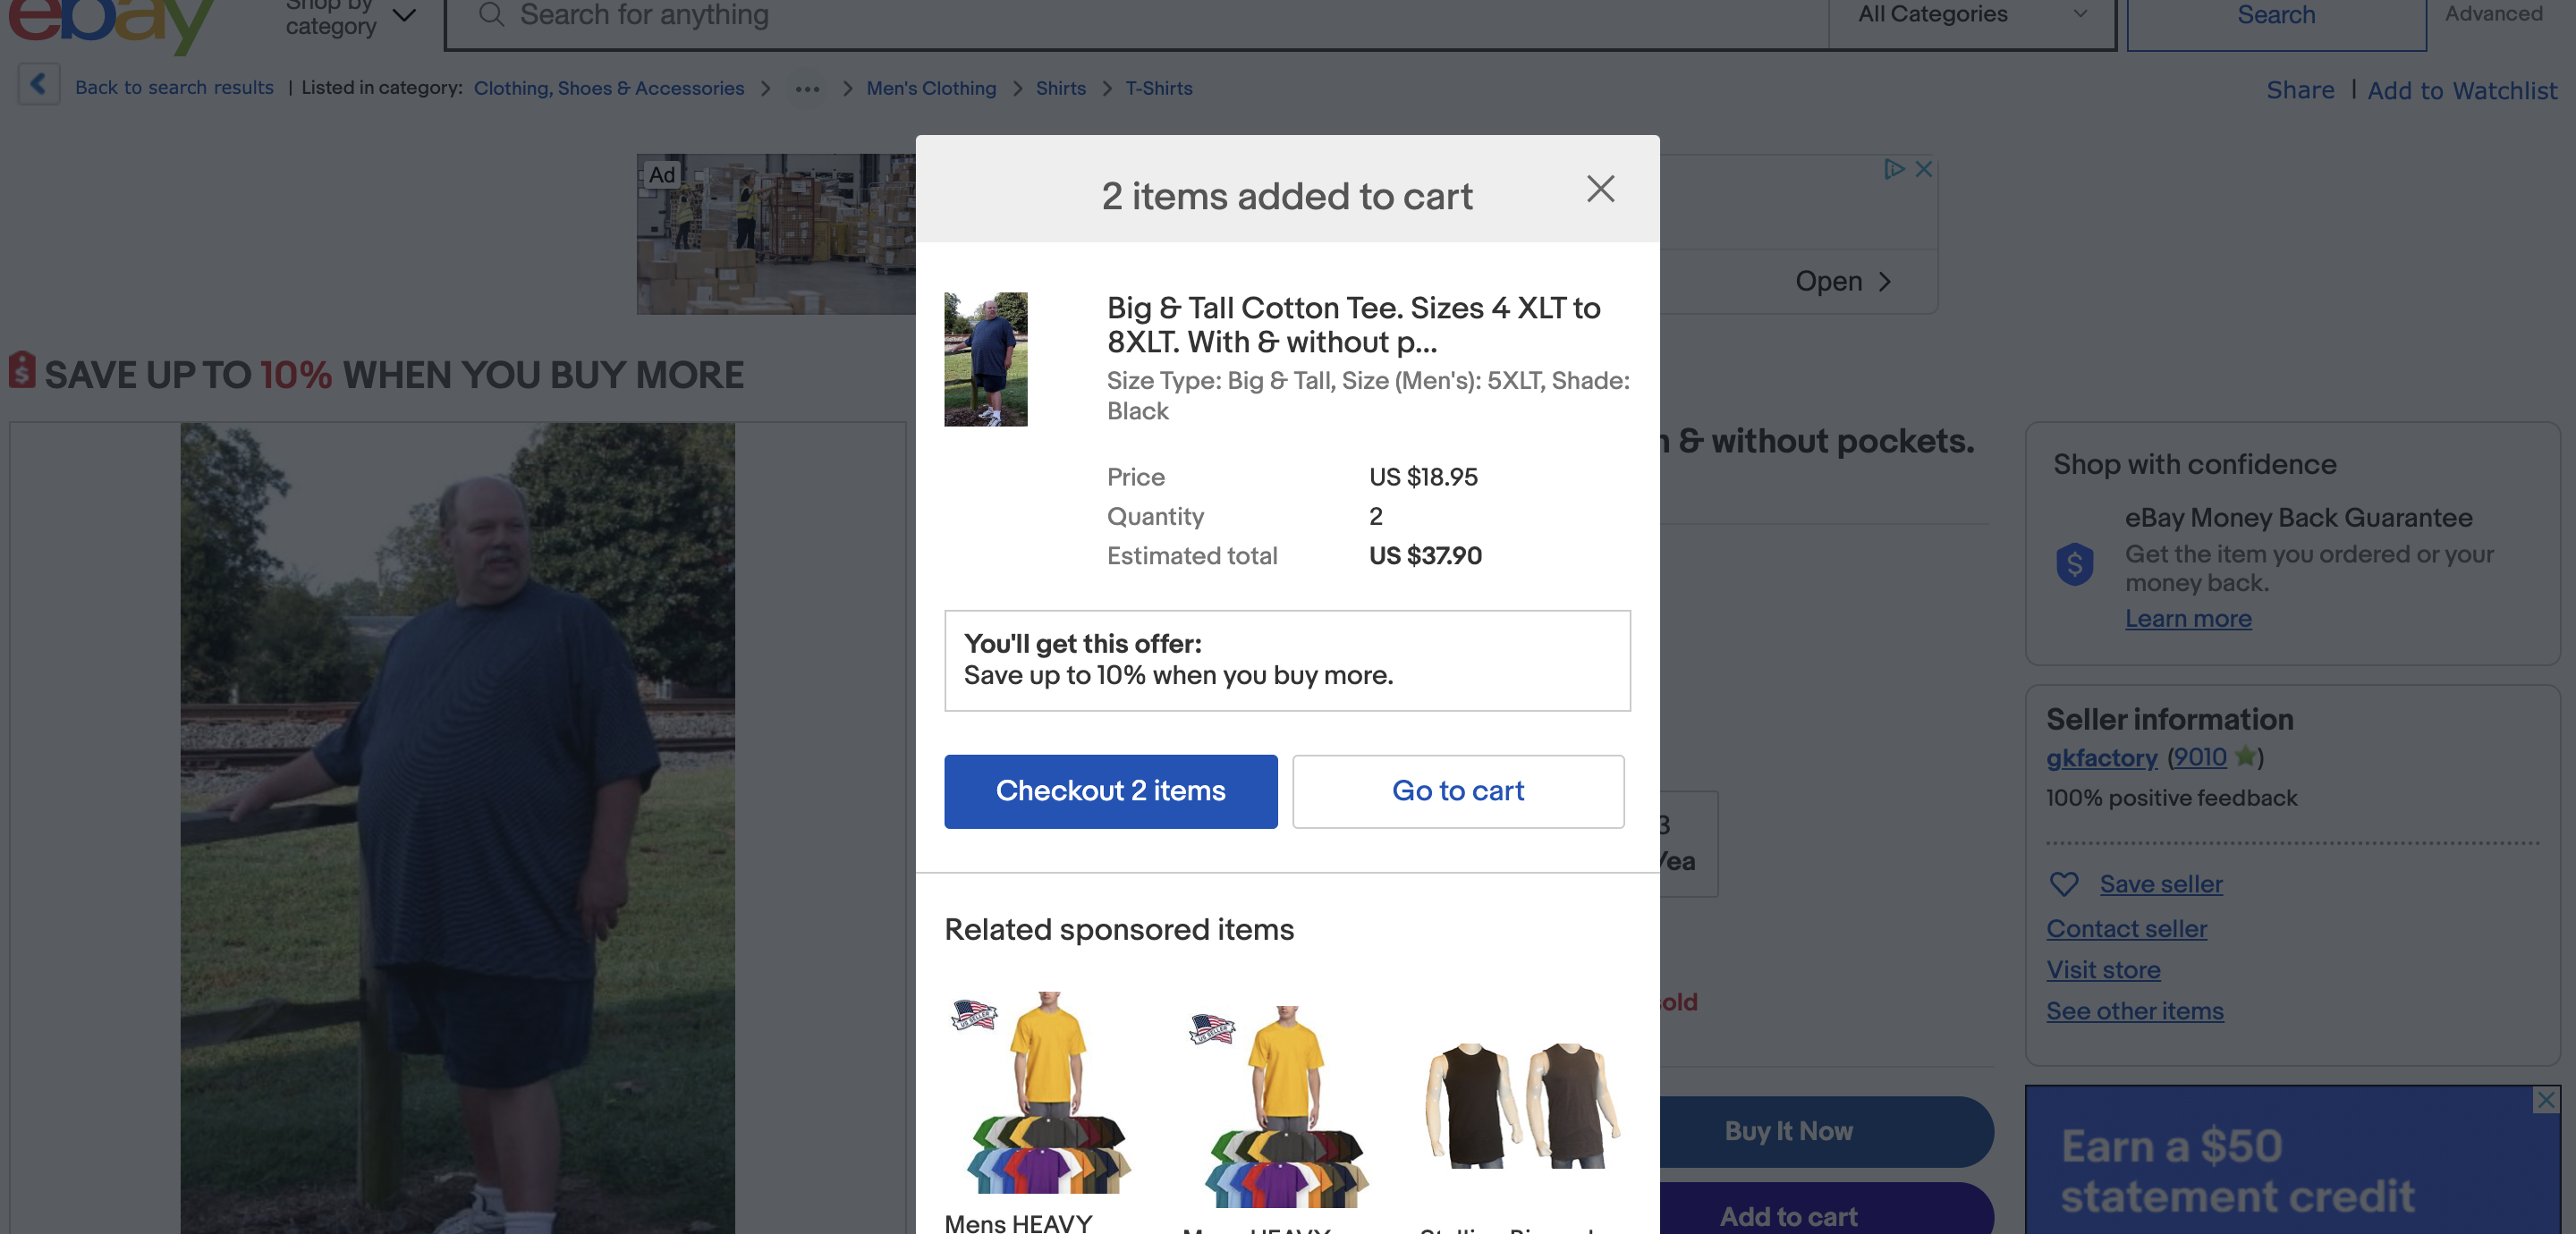 ebay
Shop by
category
Search for anything
All Categories
Search
Advanced
Back to search results | Listed in category: Clothing, Shoes & Accessories > ... > Men's Clothing > Shirts > T-Shirts
Share | Add to Watchlist
Ad
Open
SAVE UP TO 10% WHEN YOU BUY MORE
2 items added to cart
Big & Tall Cotton Tee. Sizes 4 XLT to
8XLT. With & without p...
Size Type: Big & Tall, Size (Men's): 5XLT, Shade:
Black
Price US $18.95
Quantity 2
Estimated total US $37.90
You'll get this offer:
Save up to 10% when you buy more.
Checkout 2 items
Go to cart
Related sponsored items
US SELLER
US SELLER
Mens HEAVY
& without pockets.
Buy It Now
Add to cart
Shop with confidence
eBay Money Back Guarantee
$
Get the item you ordered or your
money back.
Learn more
Seller information
gkfactory (9010)
100% positive feedback
Save seller
Contact seller
Visit store
See other items
Earn a $50
statement credit